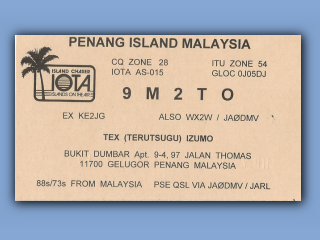 PENANG ISLAND MALAYSIA
CQ ZONE 28 ITU ZONE 54
IOTA AS-015 GLOC 0J05DJ
ISLAND CHASER
IOTA
ISLANDS ON THE AIR
9M2TO
EX KE2JG ALSO WX2W / JAØDMV
TEX (TERUTSUGU) IZUMO
BUKIT DUMBAR Apt. 9-4, 97 JALAN THOMAS
11700 GELUGOR PENANG MALAYSIA
88s/73s FROM MALAYSIA PSE QSL VIA JAØDMV / JARL